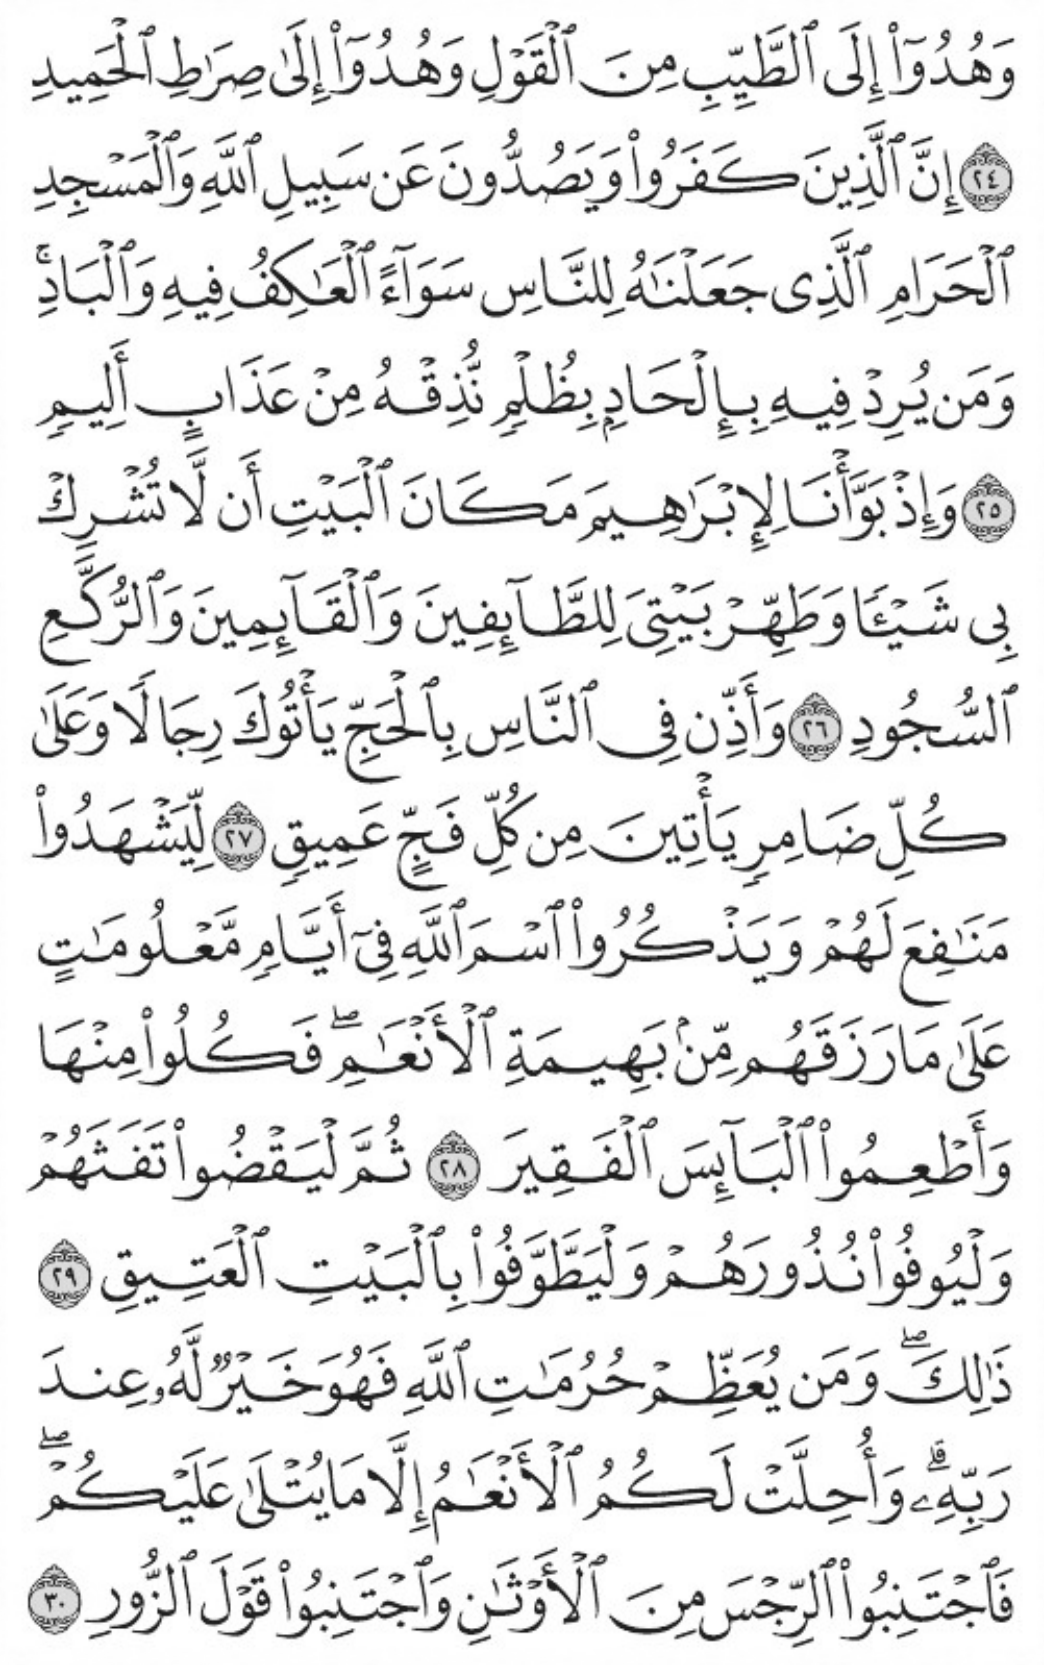 وَهُدُوٓا۟ إِلَى ٱلطَّيِّبِ مِنَ ٱلْقَوْلِ وَهُدُوٓا۟ إِلَىٰ صِرَٰطِ ٱلْحَمِيدِ
٢٤ إِنَّ ٱلَّذِينَ كَفَرُوا۟ وَيَصُدُّونَ عَن سَبِيلِ ٱللَّهِ وَٱلْمَسْجِدِ
ٱلْحَرَامِ ٱلَّذِى جَعَلْنَٰهُ لِلنَّاسِ سَوَآءً ٱلْعَٰكِفُ فِيهِ وَٱلْبَادِ ۚ
وَمَن يُرِدْ فِيهِ بِإِلْحَادٍۭ بِظُلْمٍ نُّذِقْهُ مِنْ عَذَابٍ أَلِيمٍ
٢٥ وَإِذْ بَوَّأْنَا لِإِبْرَٰهِيمَ مَكَانَ ٱلْبَيْتِ أَن لَّا تُشْرِكْ
بِى شَيْـًٔا وَطَهِّرْ بَيْتِىَ لِلطَّآئِفِينَ وَٱلْقَآئِمِينَ وَٱلرُّكَّعِ
ٱلسُّجُودِ ٢٦ وَأَذِّن فِى ٱلنَّاسِ بِٱلْحَجِّ يَأْتُوكَ رِجَالًا وَعَلَىٰ
كُلِّ ضَامِرٍ يَأْتِينَ مِن كُلِّ فَجٍّ عَمِيقٍ ٢٧ لِّيَشْهَدُوا۟
مَنَٰفِعَ لَهُمْ وَيَذْكُرُوا۟ ٱسْمَ ٱللَّهِ فِىٓ أَيَّامٍ مَّعْلُومَٰتٍ
عَلَىٰ مَا رَزَقَهُم مِّنۢ بَهِيمَةِ ٱلْأَنْعَٰمِ ۖ فَكُلُوا۟ مِنْهَا
وَأَطْعِمُوا۟ ٱلْبَآئِسَ ٱلْفَقِيرَ ٢٨ ثُمَّ لْيَقْضُوا۟ تَفَثَهُمْ
وَلْيُوفُوا۟ نُذُورَهُمْ وَلْيَطَّوَّفُوا۟ بِٱلْبَيْتِ ٱلْعَتِيقِ ٢٩
ذَٰلِكَ ۖ وَمَن يُعَظِّمْ حُرُمَٰتِ ٱللَّهِ فَهُوَ خَيْرٌ لَّهُۥ عِندَ
رَبِّهِۦ ۗ وَأُحِلَّتْ لَكُمُ ٱلْأَنْعَٰمُ إِلَّا مَا يُتْلَىٰ عَلَيْكُمْ ۖ
فَٱجْتَنِبُوا۟ ٱلرِّجْسَ مِنَ ٱلْأَوْثَٰنِ وَٱجْتَنِبُوا۟ قَوْلَ ٱلزُّورِ ٣٠